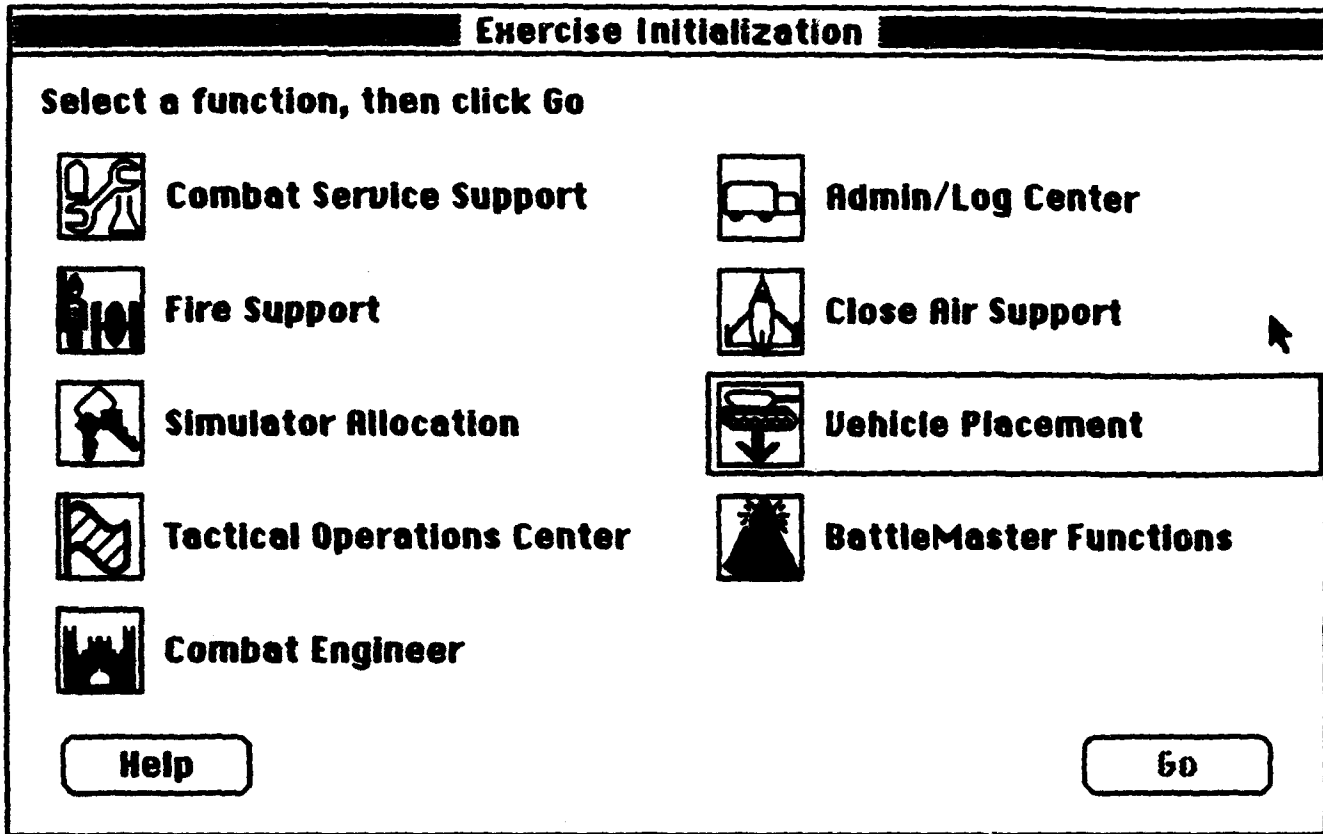 Exercise Initialization
Select a function, then click Go
Combat Service Support
Admin/Log Center
Fire Support
Close Air Support
Simulator Allocation
Vehicle Placement
Tactical Operations Center
BattleMaster Functions
Combat Engineer
Help
Go